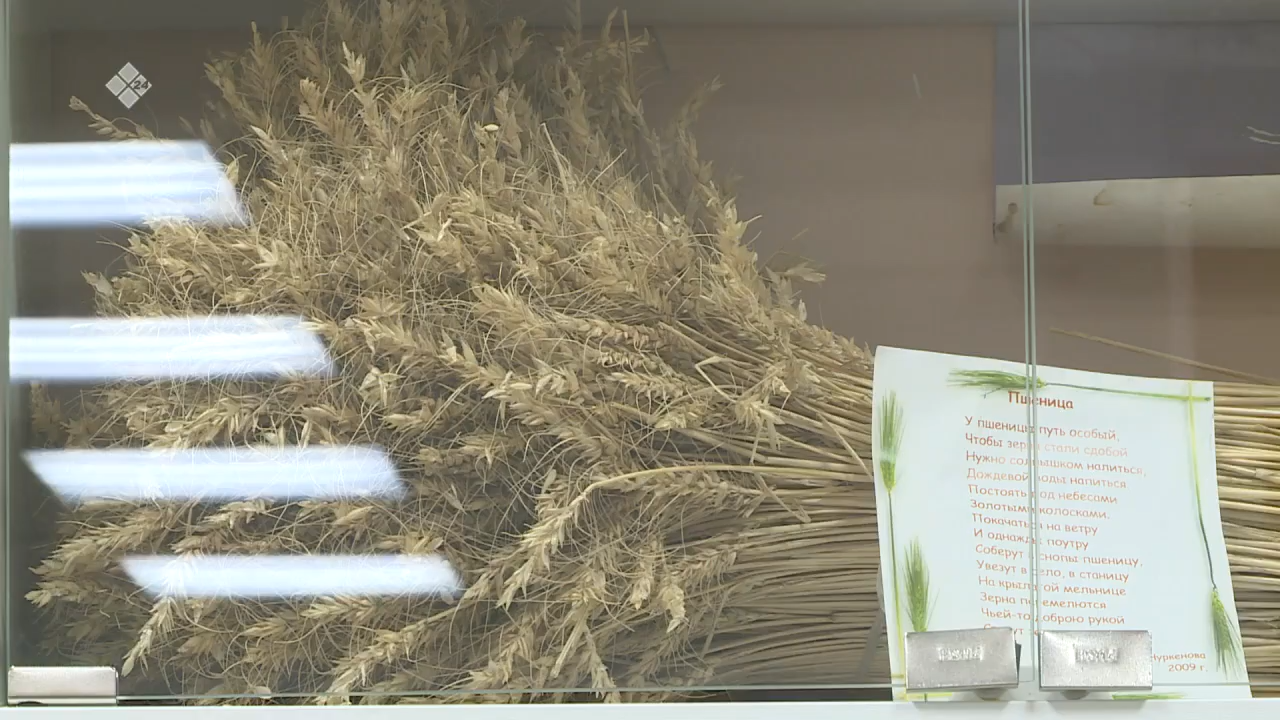 24
Пшеница
У пшеницы путь особый,
Чтобы зерна стали сдобой
Нужно солнышком налиться,
Дождевой воды напиться
Постоять под небесами
Золотыми колосками.
Покачаться на ветру
И однажды поутру
Соберут в снопы пшеницу,
Увезут в село, в станицу
На крылатой мельнице
Зерна перемелются
Чьей-то доброю рукой
Нуркенова
2009 г.